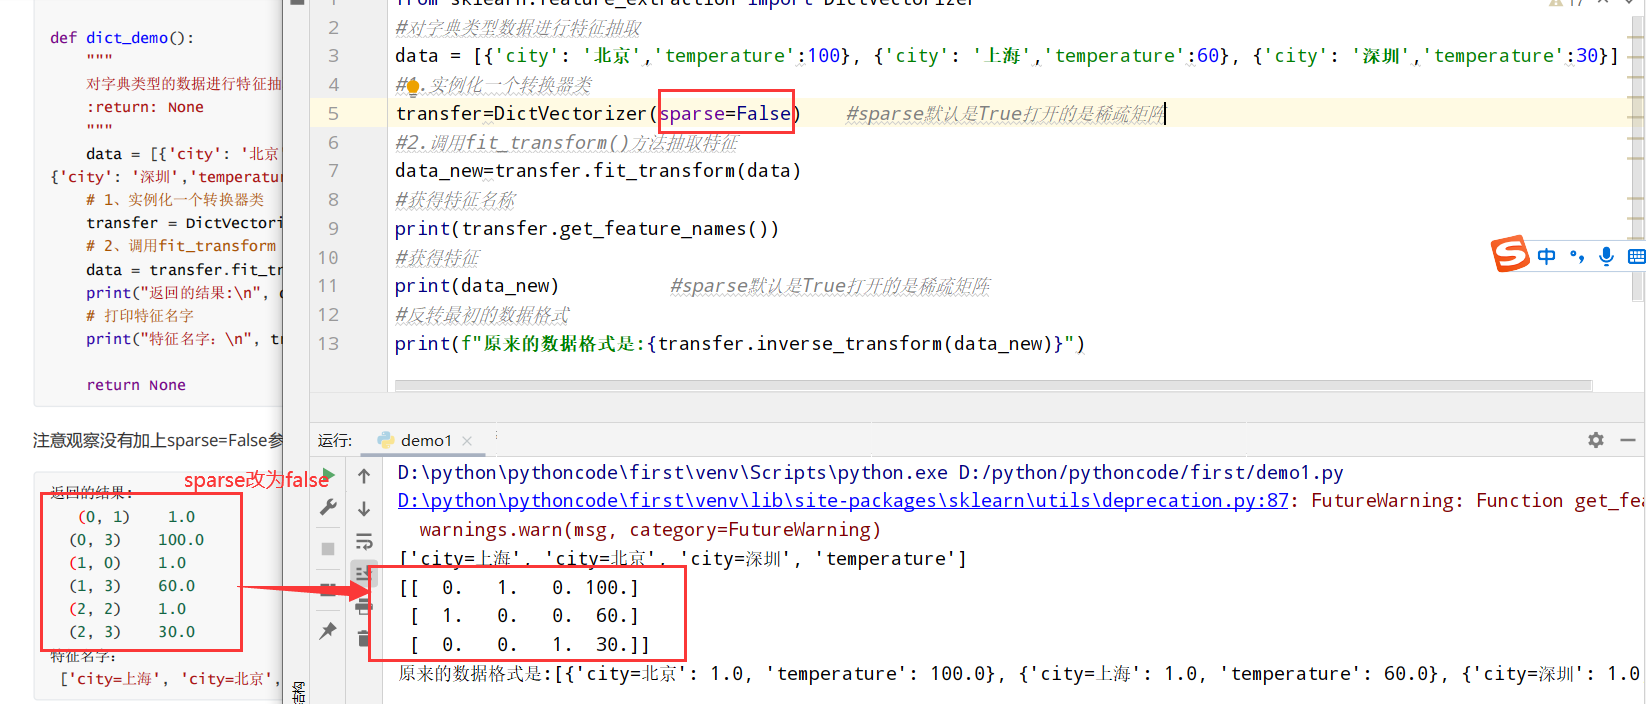 def dict_demo():
"""
对字典类型的数据进行特征抽
:return: None
"""
data = [{'city': '北京'
{'city': '深圳','temperatur
# 1、实例化一个转换器类
transfer = DictVectori
# 2、调用fit_transform
data = transfer.fit_tr
print("返回的结果:\n",
# 打印特征名字
print("特征名字：\n", tr
return None
注意观察没有加上sparse=False参
sparse改为false
返回的结果:
(0, 1) 1.0
(0, 3) 100.0
(1, 0) 1.0
(1, 3) 60.0
(2, 2) 1.0
(2, 3) 30.0
特征名字：
['city=上海', 'city=北京',
1 from sklearn.feature_extraction import DictVectorizer
2 #对字典类型数据进行特征抽取
3 data = [{'city': '北京','temperature':100}, {'city': '上海','temperature':60}, {'city': '深圳','temperature':30}]
4 #1.实例化一个转换器类
5 transfer=DictVectorizer(sparse=False) #sparse默认是True打开的是稀疏矩阵
6 #2.调用fit_transform()方法抽取特征
7 data_new=transfer.fit_transform(data)
8 #获得特征名称
9 print(transfer.get_feature_names())
10 #获得特征
11 print(data_new) #sparse默认是True打开的是稀疏矩阵
12 #反转最初的数据格式
13 print(f"原来的数据格式是:{transfer.inverse_transform(data_new)}")
S 中
运行: demo1
D:\python\pythoncode\first\venv\Scripts\python.exe D:/python/pythoncode/first/demo1.py
D:\python\pythoncode\first\venv\lib\site-packages\sklearn\utils\deprecation.py:87: FutureWarning: Function get_fea
warnings.warn(msg, category=FutureWarning)
['city=上海', 'city=北京', 'city=深圳', 'temperature']
[[ 0. 1. 0. 100.]
[ 1. 0. 0. 60.]
[ 0. 0. 1. 30.]]
原来的数据格式是:[{'city=北京': 1.0, 'temperature': 100.0}, {'city=上海': 1.0, 'temperature': 60.0}, {'city=深圳': 1.0
结构